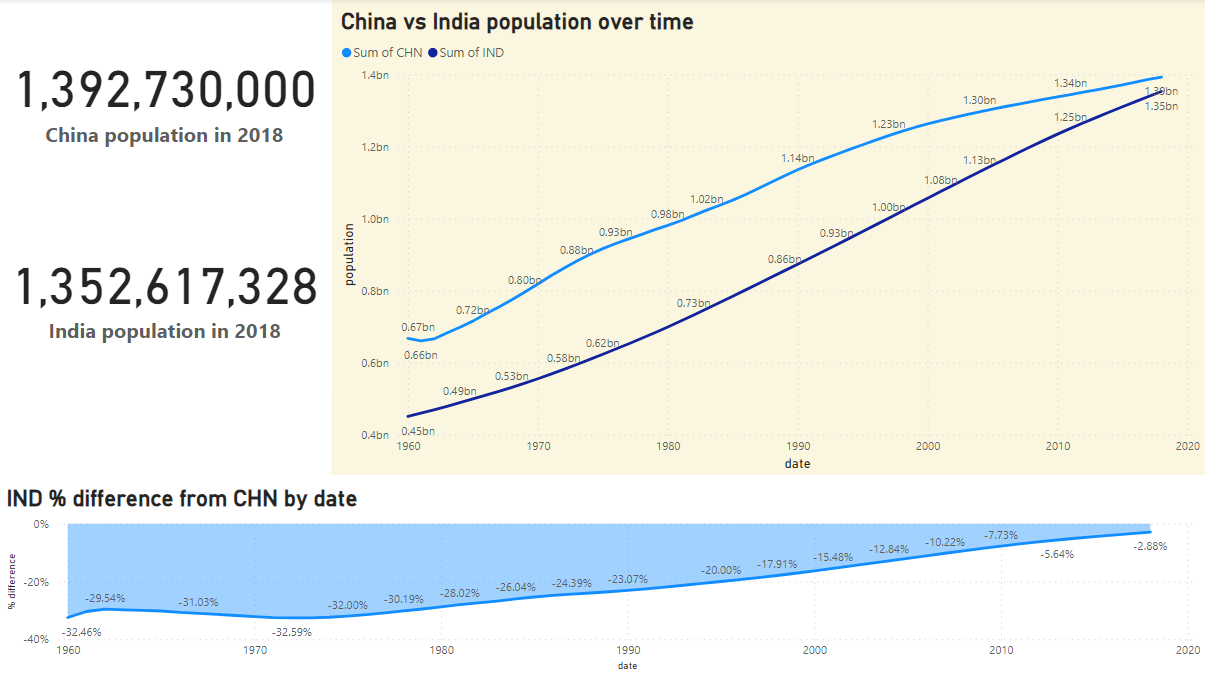 1,392,730,000
China population in 2018
1,352,617,328
India population in 2018
China vs India population over time
Sum of CHN Sum of IND
population
1.4bn
1.2bn
1.0bn
0.8bn
0.6bn
0.4bn
0.67bn
0.66bn
0.72bn
0.80bn
0.88bn
0.93bn
0.98bn
1.02bn
1.14bn
1.23bn
1.30bn
1.34bn
1.39bn
0.45bn
0.49bn
0.53bn
0.58bn
0.62bn
0.73bn
0.86bn
0.93bn
1.00bn
1.08bn
1.13bn
1.25bn
1.35bn
1960 1970 1980 1990 2000 2010 2020
date
IND % difference from CHN by date
% difference
0%
-20%
-40%
-32.46%
-29.54%
-31.03%
-32.59%
-32.00%
-30.19%
-28.02%
-26.04%
-24.39%
-23.07%
-20.00%
-17.91%
-15.48%
-12.84%
-10.22%
-7.73%
-5.64%
-2.88%
1960 1970 1980 1990 2000 2010 2020
date